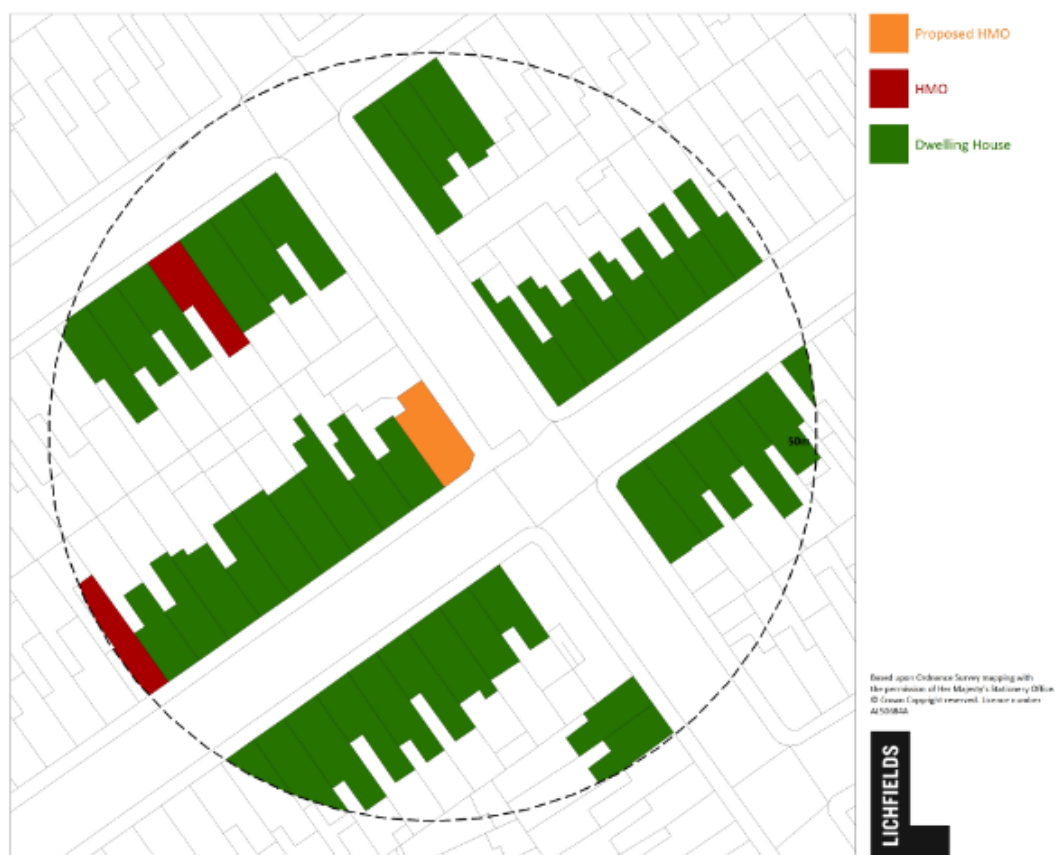 Proposed HMO
HMO
Dwelling House
50m
Based upon Ordnance Survey mapping with
the permission of Her Majesty's Stationery Office.
© Crown Copyright reserved. Licence number
LICHFIELDS